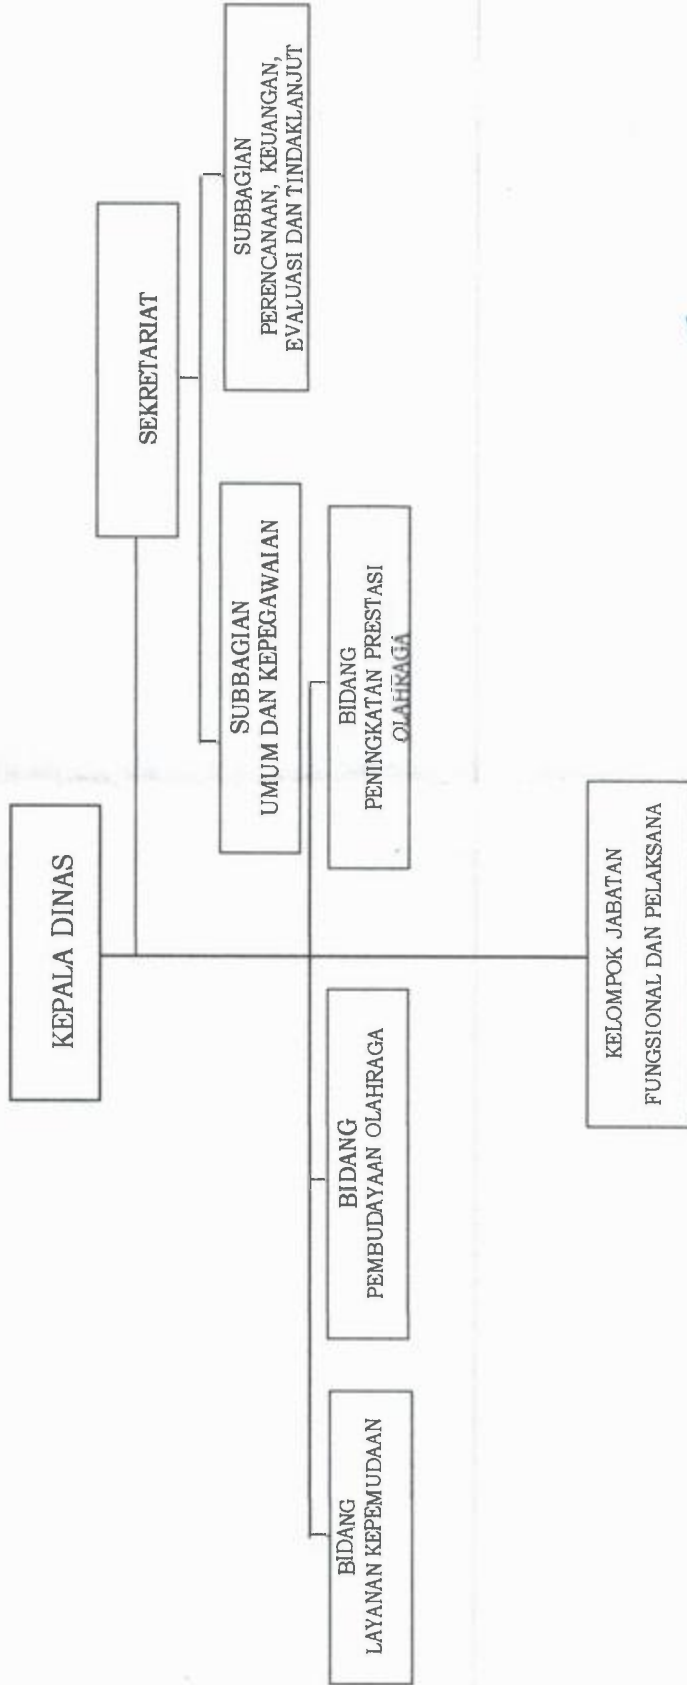 KEPALA DINAS
SEKRETARIAT
SUBBAGIAN
UMUM DAN KEPEGAWAIAN
SUBBAGIAN
PERENCANAAN, KEUANGAN,
EVALUASI DAN TINDAKLANJUT
BIDANG
LAYANAN KEPEMUDAAN
BIDANG
PEMBUDAYAAN OLAHRAGA
BIDANG
PENINGKATAN PRESTASI
OLAHRAGA
KELOMPOK JABATAN
FUNGSIONAL DAN PELAKSANA